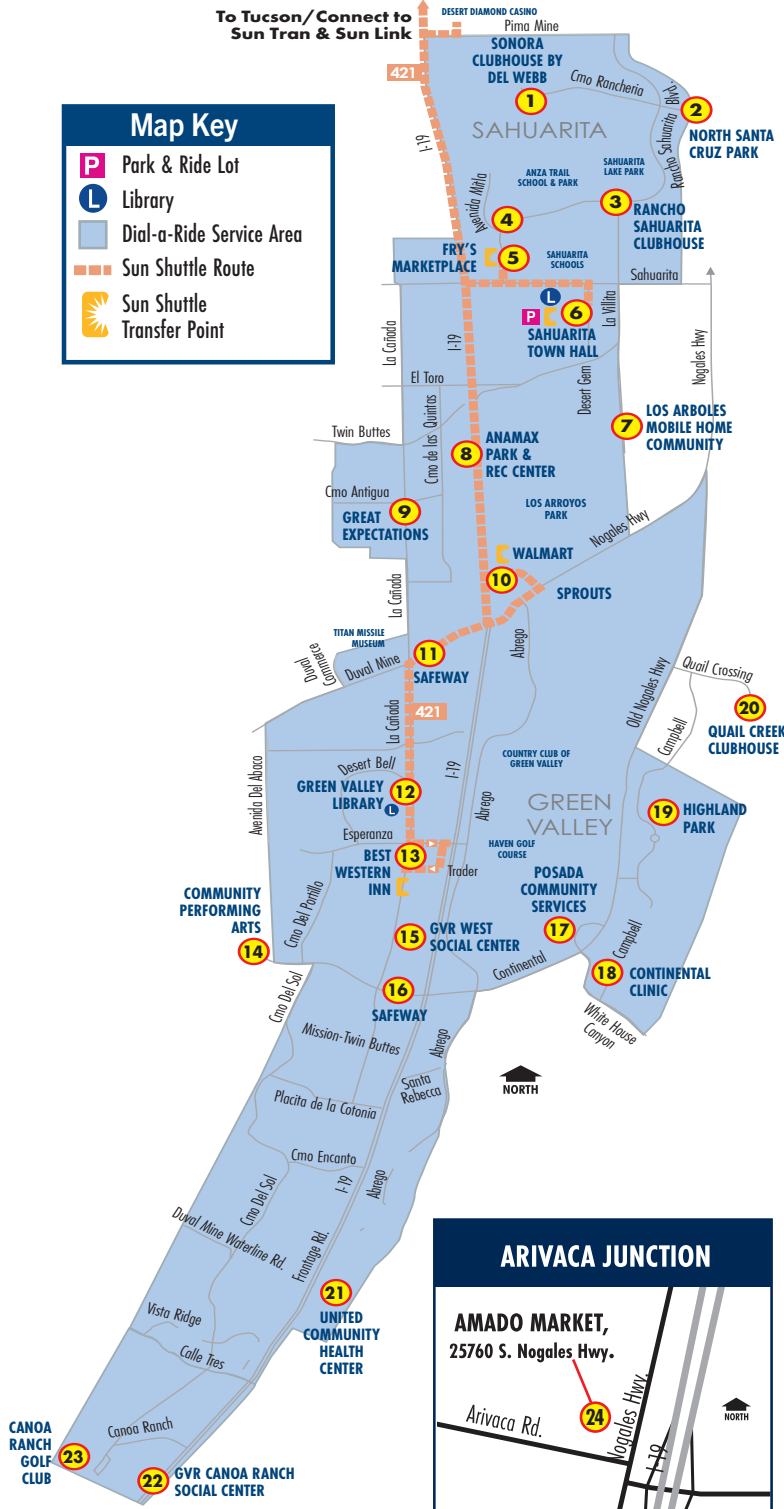 DESERT DIAMOND CASINO
To Tucson/Connect to
Sun Tran & Sun Link
Pima Mine
421
SONORA
CLUBHOUSE BY
DEL WEBB
1
Cmo Rancheria
Rancho Sahuarita Blvd.
2
NORTH SANTA
CRUZ PARK
SAHUARITA
I-19
Map Key
P Park & Ride Lot
L Library
Dial-a-Ride Service Area
Sun Shuttle Route
Sun Shuttle
Transfer Point
ANZA TRAIL
SCHOOL & PARK
SAHUARITA
LAKE PARK
Avenida Mitla
3
RANCHO
SAHUARITA
CLUBHOUSE
4
FRY'S
MARKETPLACE
5
SAHUARITA
SCHOOLS
Sahuarita
L
P
6
SAHUARITA
TOWN HALL
La Villita
La Cañada
I-19
Nogales Hwy
El Toro
Desert Gem
Cmo de las Quintas
7
LOS ARBOLES
MOBILE HOME
COMMUNITY
Twin Buttes
8
ANAMAX
PARK &
REC CENTER
Cmo Antigua
9
GREAT
EXPECTATIONS
LOS ARROYOS
PARK
Nogales Hwy
WALMART
10
SPROUTS
La Cañada
TITAN MISSILE
MUSEUM
Duval
Commerce
Duval Mine
11
SAFEWAY
Abrego
Old Nogales Hwy
Quail Crossing
20
QUAIL CREEK
CLUBHOUSE
Campbell
La Cañada
421
I-19
COUNTRY CLUB OF
GREEN VALLEY
Avenida Del Abaco
Desert Bell
GREEN VALLEY
LIBRARY
12
L
Abrego
GREEN
VALLEY
19
HIGHLAND
PARK
Esperanza
13
BEST
WESTERN
INN
Trader
HAVEN GOLF
COURSE
COMMUNITY
PERFORMING
ARTS
14
Cmo Del Portillo
POSADA
COMMUNITY
SERVICES
17
15
GVR WEST
SOCIAL CENTER
Campbell
18
CONTINENTAL
CLINIC
Continental
16
SAFEWAY
White House
Canyon
Cmo Del Sol
Mission-Twin Buttes
Abrego
NORTH
Santa
Rebecca
Placita de la Cotonia
Cmo Encanto
I-19
Abrego
Cmo Del Sol
Duval Mine Waterline Rd.
Frontage Rd.
21
UNITED
COMMUNITY
HEALTH
CENTER
Vista Ridge
Calle Tres
Canoa Ranch
CANOA
RANCH
GOLF
CLUB
23
22
GVR CANOA RANCH
SOCIAL CENTER
ARIVACA JUNCTION
AMADO MARKET,
25760 S. Nogales Hwy.
24
Arivaca Rd.
Nogales Hwy.
I-19
NORTH